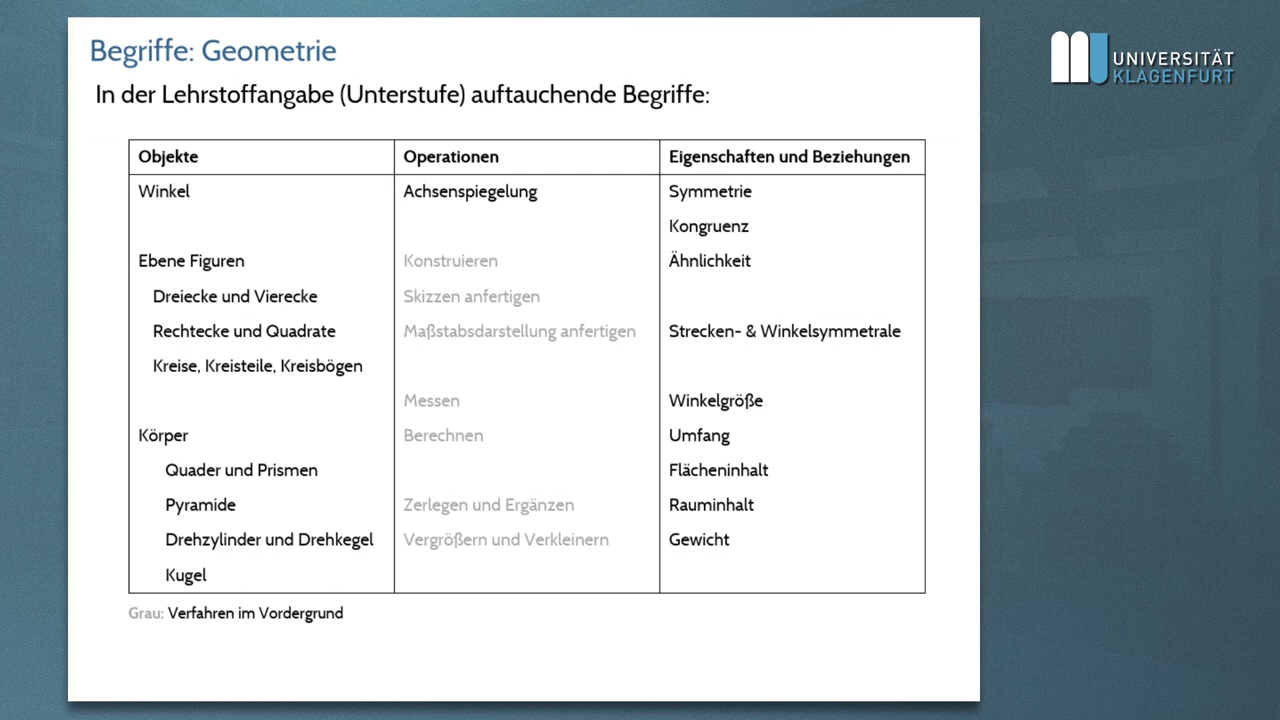 Begriffe: Geometrie
In der Lehrstoffangabe (Unterstufe) auftauchende Begriffe:
Objekte Operationen Eigenschaften und Beziehungen
Winkel Achsenspiegelung Symmetrie
Kongruenz
Ebene Figuren Konstruieren Ähnlichkeit
Dreiecke und Vierecke Skizzen anfertigen
Rechtecke und Quadrate Maßstabsdarstellung anfertigen Strecken- & Winkelsymmetrale
Kreise, Kreisteile, Kreisbögen
Messen Winkelgröße
Körper Berechnen Umfang
Quader und Prismen Flächeninhalt
Pyramide Zerlegen und Ergänzen Rauminhalt
Drehzylinder und Drehkegel Vergrößern und Verkleinern Gewicht
Kugel
Grau: Verfahren im Vordergrund
UNIVERSITÄT
KLAGENFURT